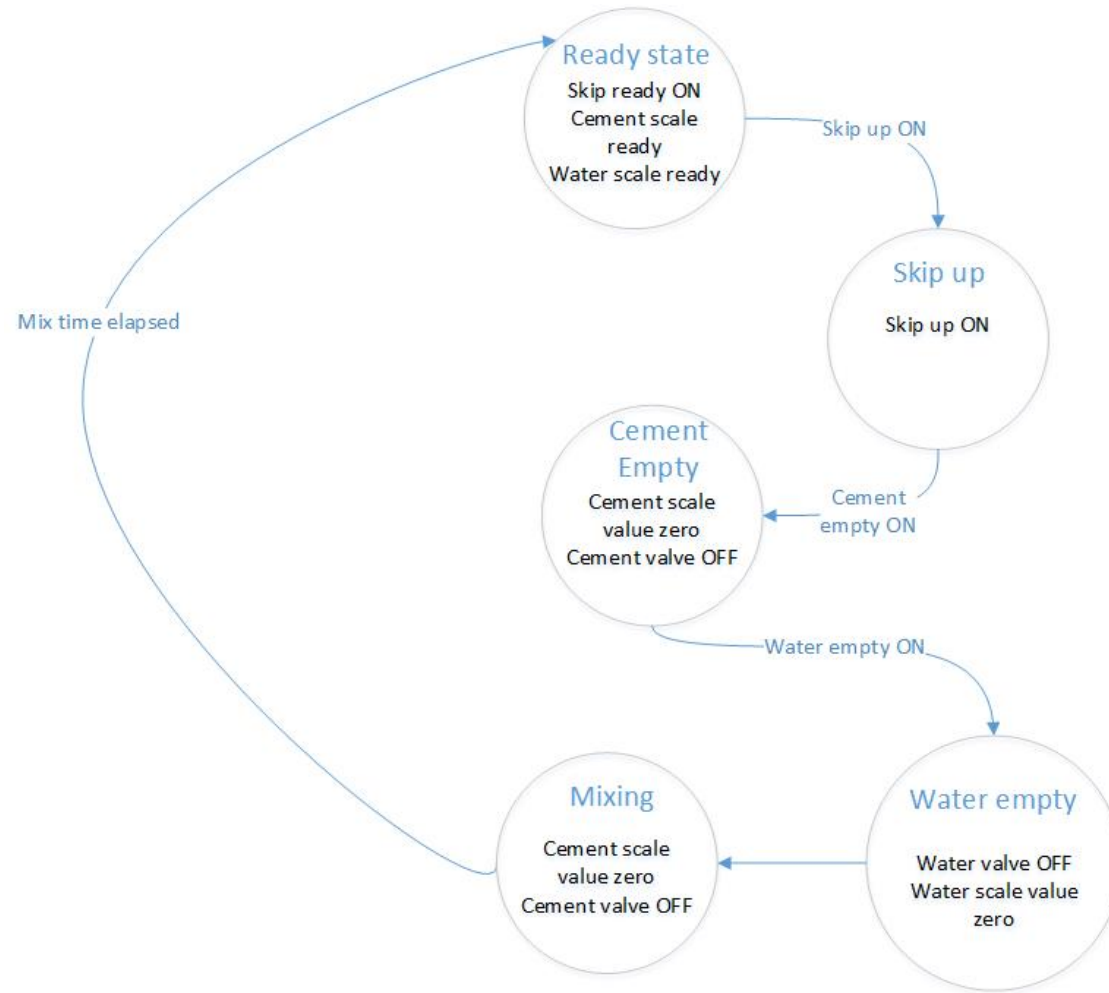 Ready state
Skip ready ON
Cement scale
ready
Water scale ready
Skip up ON
Skip up
Skip up ON
Mix time elapsed
Cement
Empty
Cement scale
value zero
Cement valve OFF
Cement
empty ON
Water empty ON
Mixing
Cement scale
value zero
Cement valve OFF
Water empty
Water valve OFF
Water scale value
zero